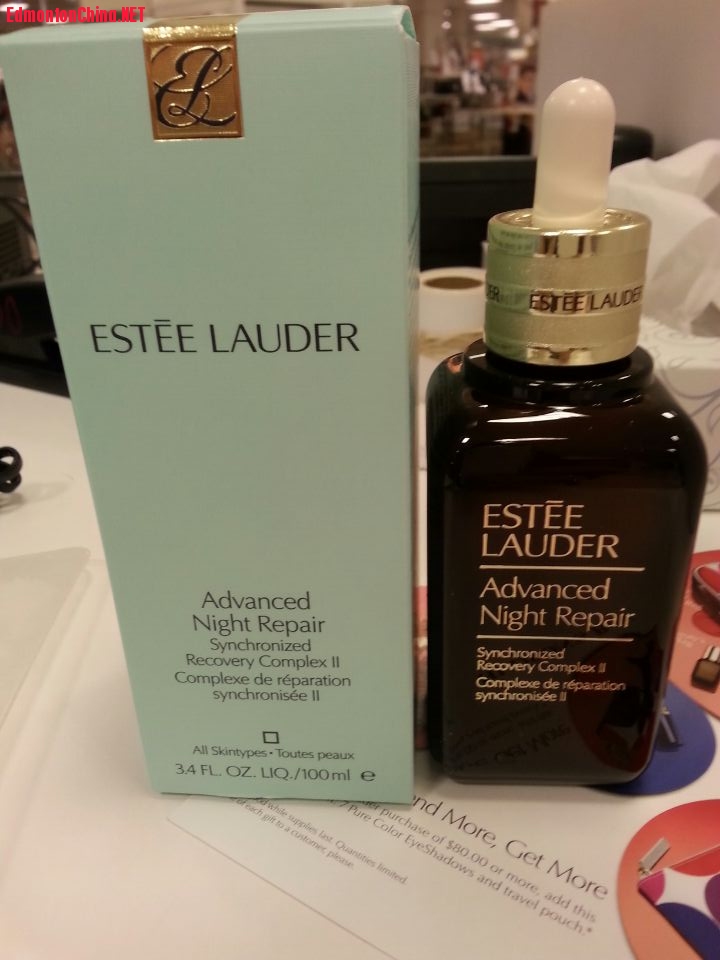 EdmontonChina.NET
EL
ESTĒE LAUDER
Advanced
Night Repair
Synchronized
Recovery Complex II
Complexe de réparation
synchronisée II
All Skintypes • Toutes peaux
3.4 FL. OZ. LIQ./100ml e
ESTĒE LAUDER
ESTĒE
LAUDER
Advanced
Night Repair
Synchronized
Recovery Complex II
Complexe de réparation
synchronisée II
nd More, Get More
purchase of $80.00 or more, add this
7 Pure Color EyeShadows and travel pouch.*
while supplies last. Quantities limited.
of each gift to a customer, please.